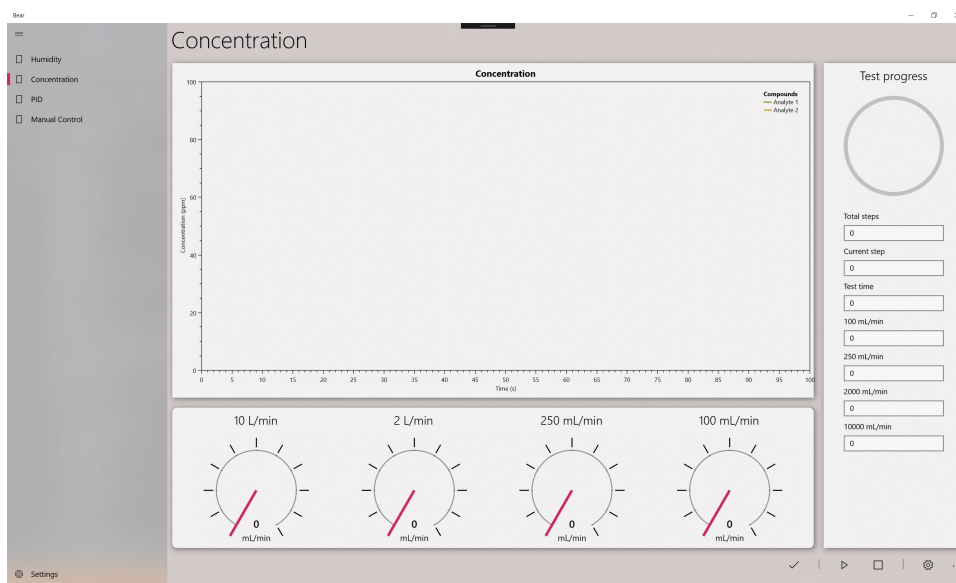 Bear
Humidity
Concentration
PID
Manual Control
Settings
Concentration
Concentration
Compounds
Analyte 1
Analyte 2
Concentration (ppm)
100
80
60
40
20
0
0 5 10 15 20 25 30 35 40 45 50 55 60 65 70 75 80 85 90 95 100
Time (s)
10 L/min 2 L/min 250 mL/min 100 mL/min
0 0 0 0
mL/min mL/min mL/min mL/min
Test progress
Total steps
0
Current step
0
Test time
0
100 mL/min
0
250 mL/min
0
2000 mL/min
0
10000 mL/min
0